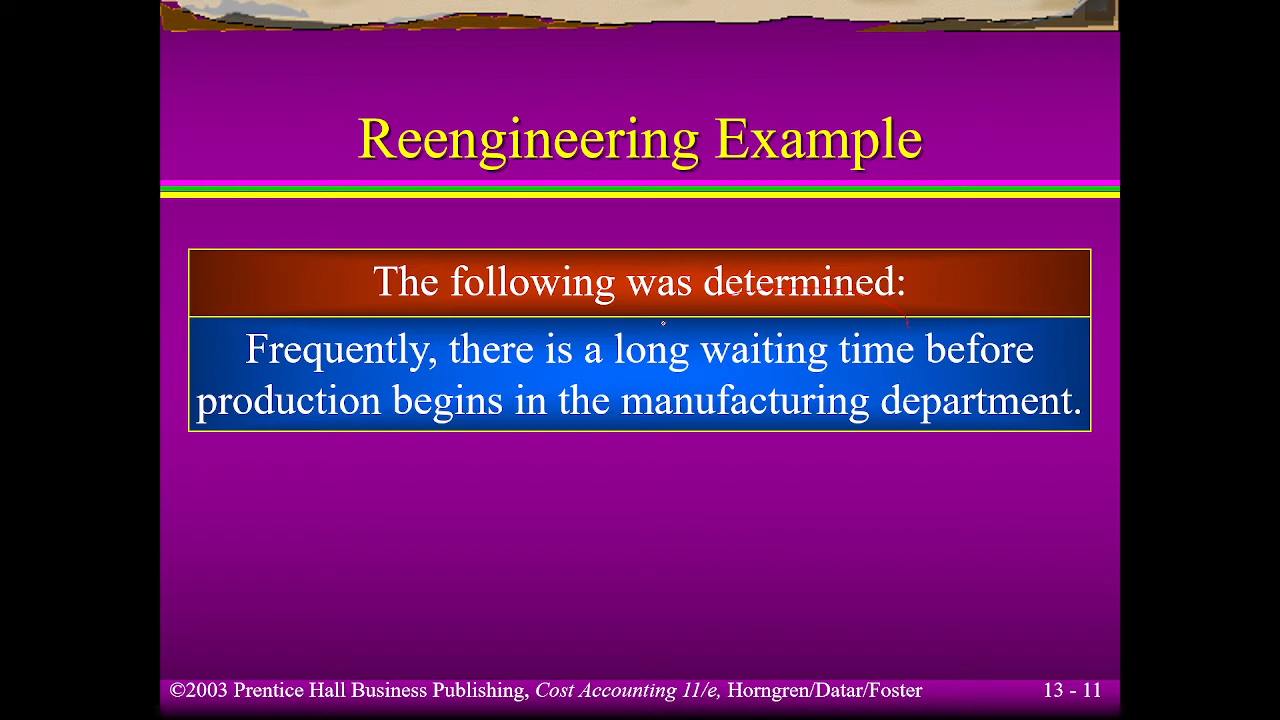 Reengineering Example
The following was determined:
Frequently, there is a long waiting time before
production begins in the manufacturing department.
©2003 Prentice Hall Business Publishing, Cost Accounting 11/e, Horngren/Datar/Foster 13 - 11